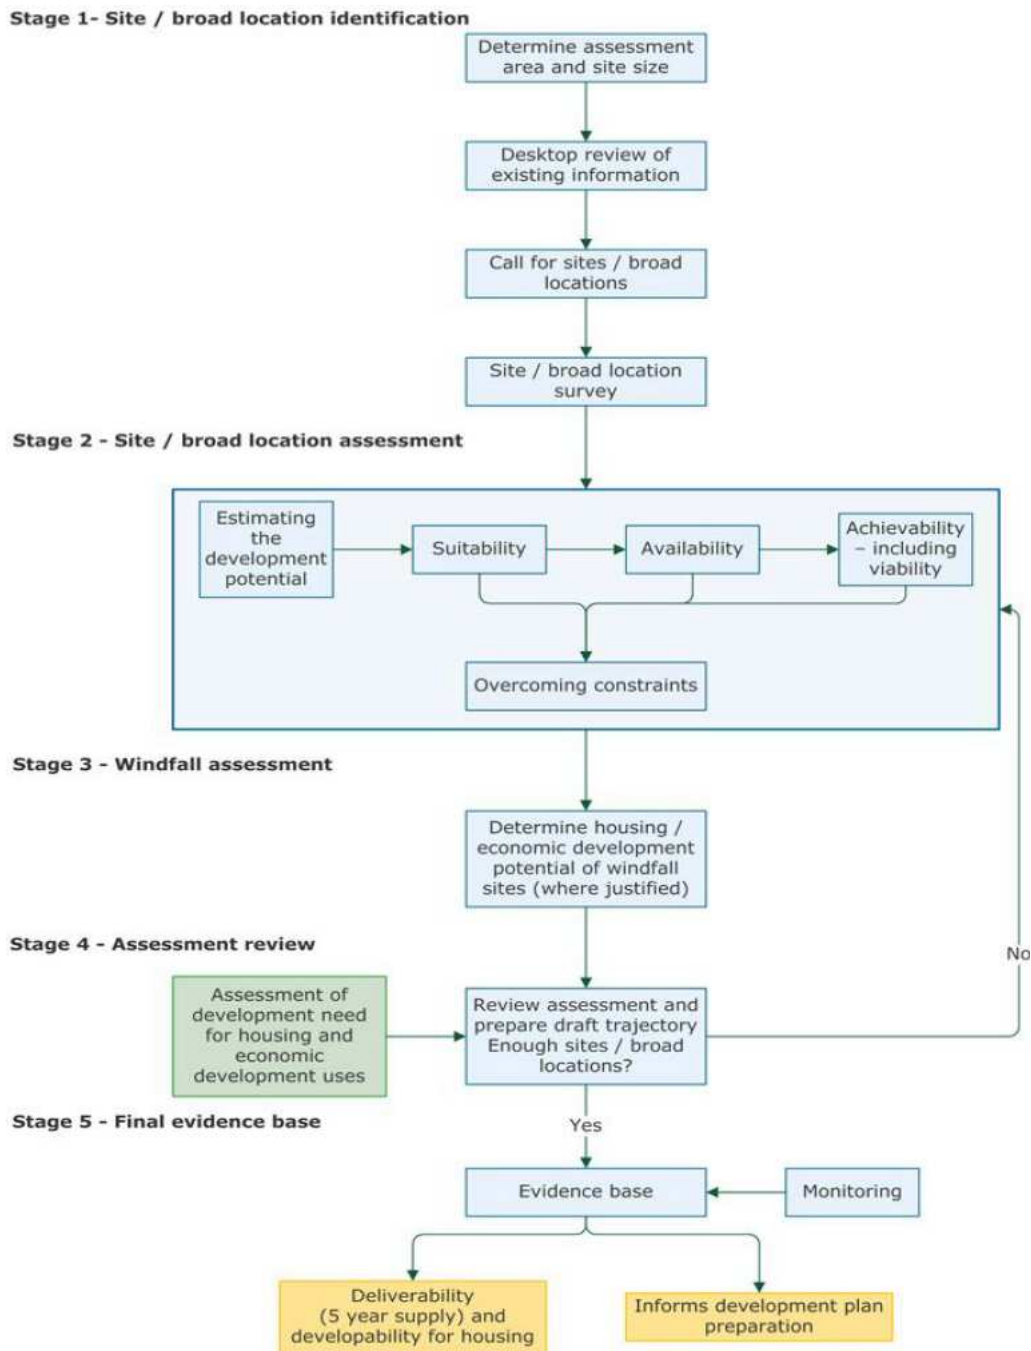 Stage 1- Site / broad location identification
Determine assessment
area and site size
Desktop review of
existing information
Call for sites / broad
locations
Site / broad location
survey
Stage 2 - Site / broad location assessment
Estimating
the
development
potential
Suitability
Availability
Achievability
– including
viability
Overcoming constraints
Stage 3 - Windfall assessment
Determine housing /
economic development
potential of windfall
sites (where justified)
Stage 4 - Assessment review
No
Assessment of
development need
for housing and
economic
development uses
Review assessment and
prepare draft trajectory
Enough sites / broad
locations?
Stage 5 - Final evidence base
Yes
Evidence base
Monitoring
Deliverability
(5 year supply) and
developability for housing
Informs development plan
preparation